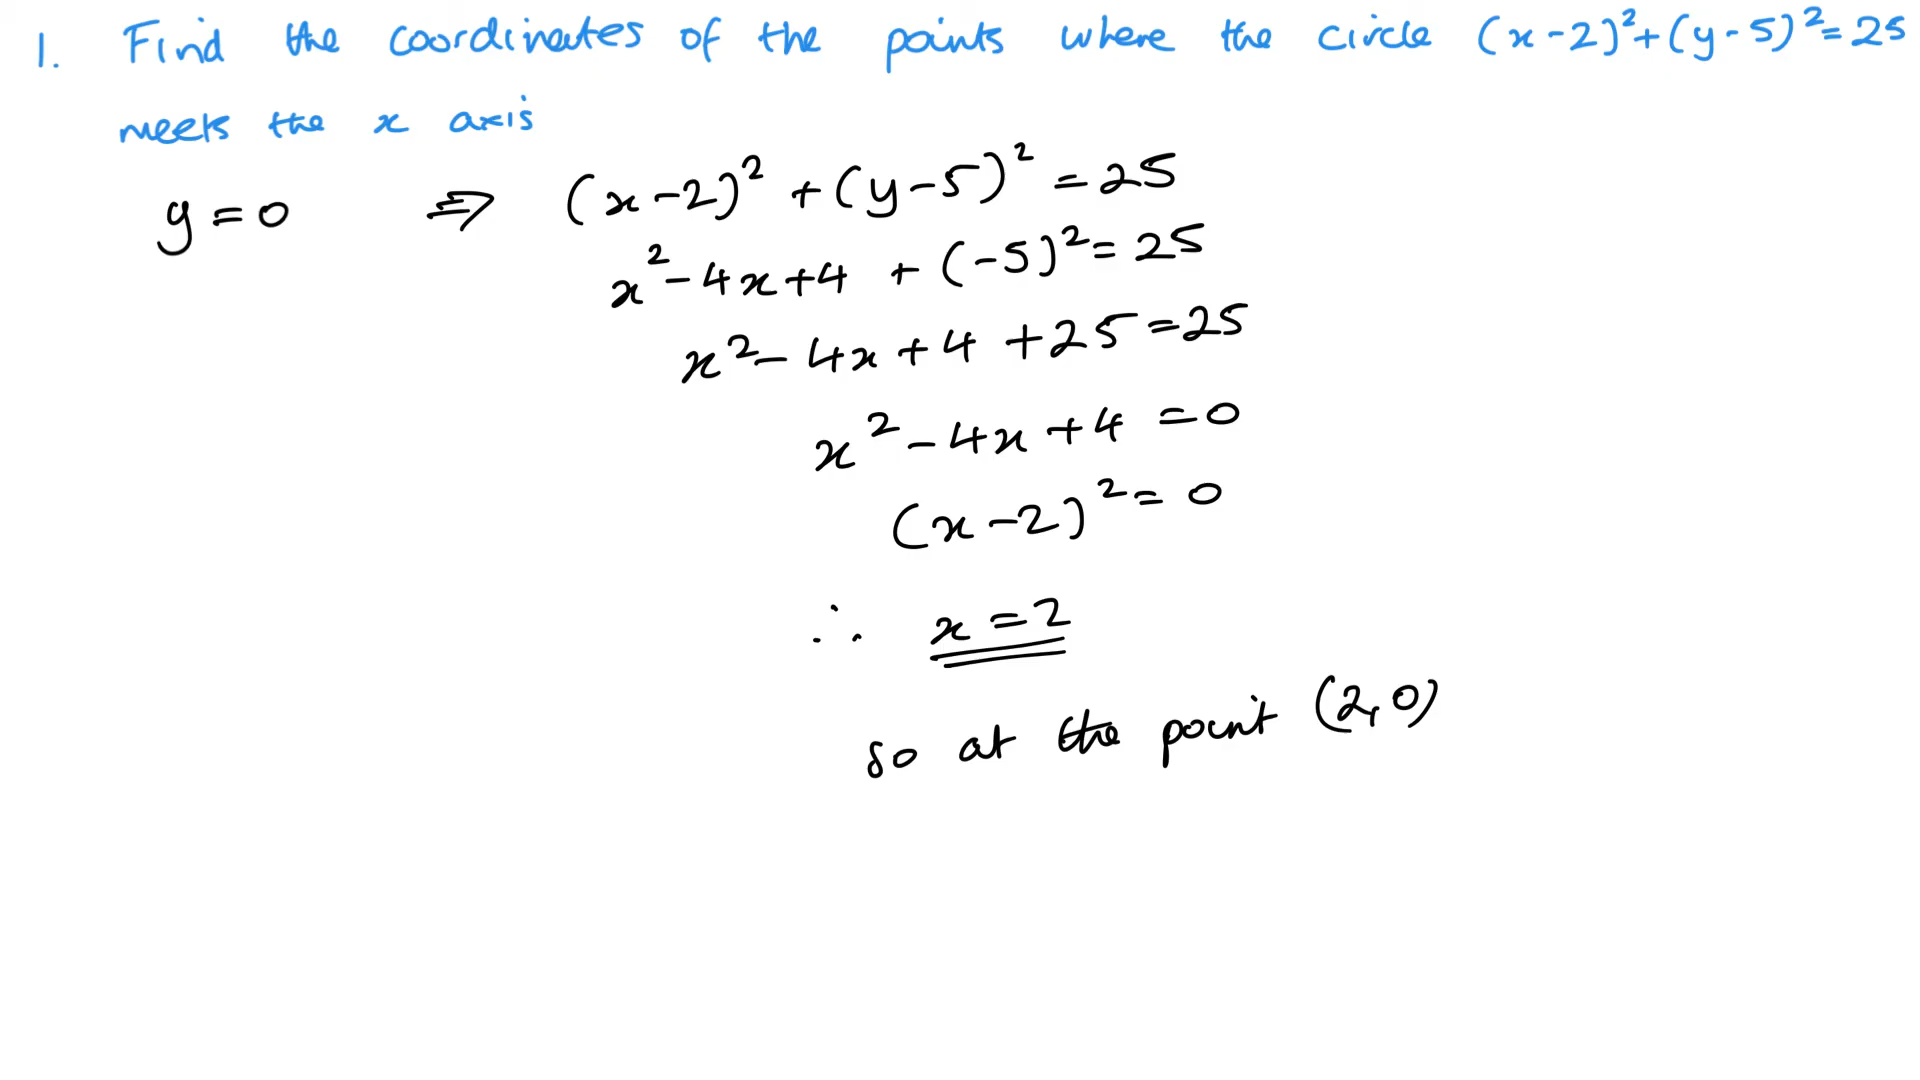 1. Find the coordinates of the points where the circle (x-2)²+(y-5)²=25
meets the x axis
y=0 ⇒ (x-2)² + (y-5)² = 25
x²-4x+4 + (-5)² = 25
x²-4x+4+25=25
x²-4x+4=0
(x-2)²=0
∴ x=2
so at the point (2,0)